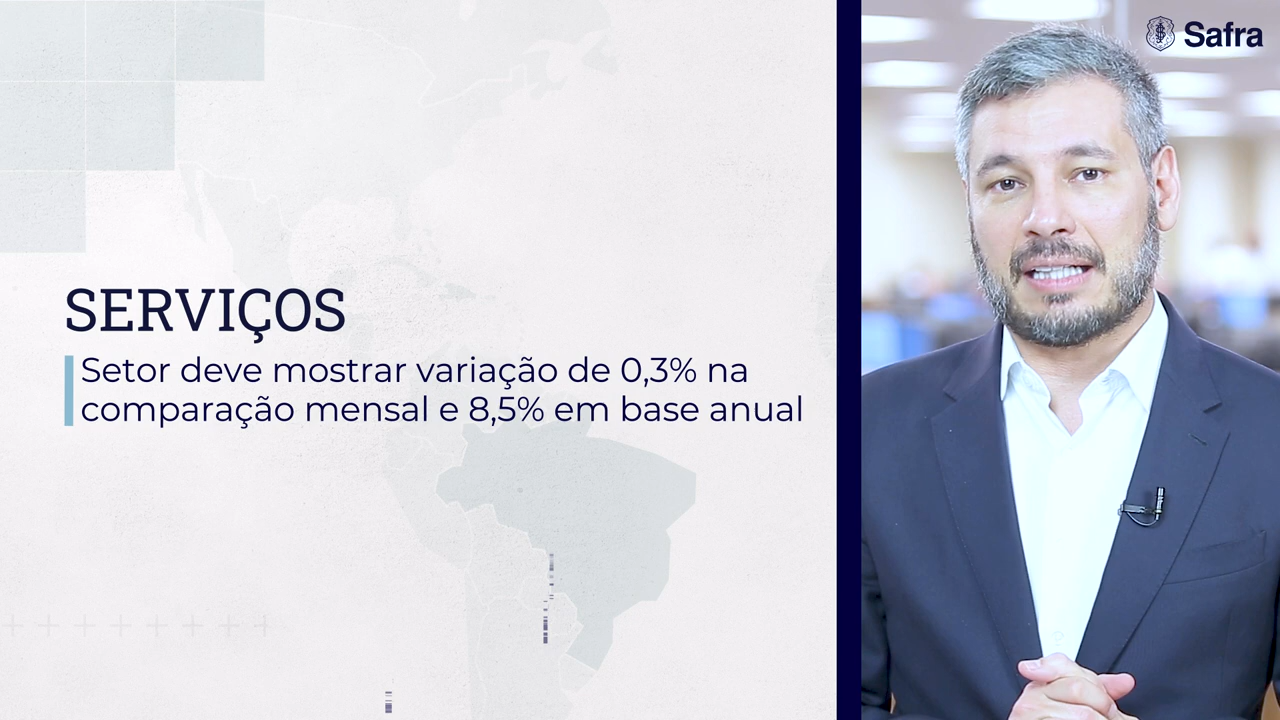 Safra
SERVIÇOS
Setor deve mostrar variação de 0,3% na
comparação mensal e 8,5% em base anual